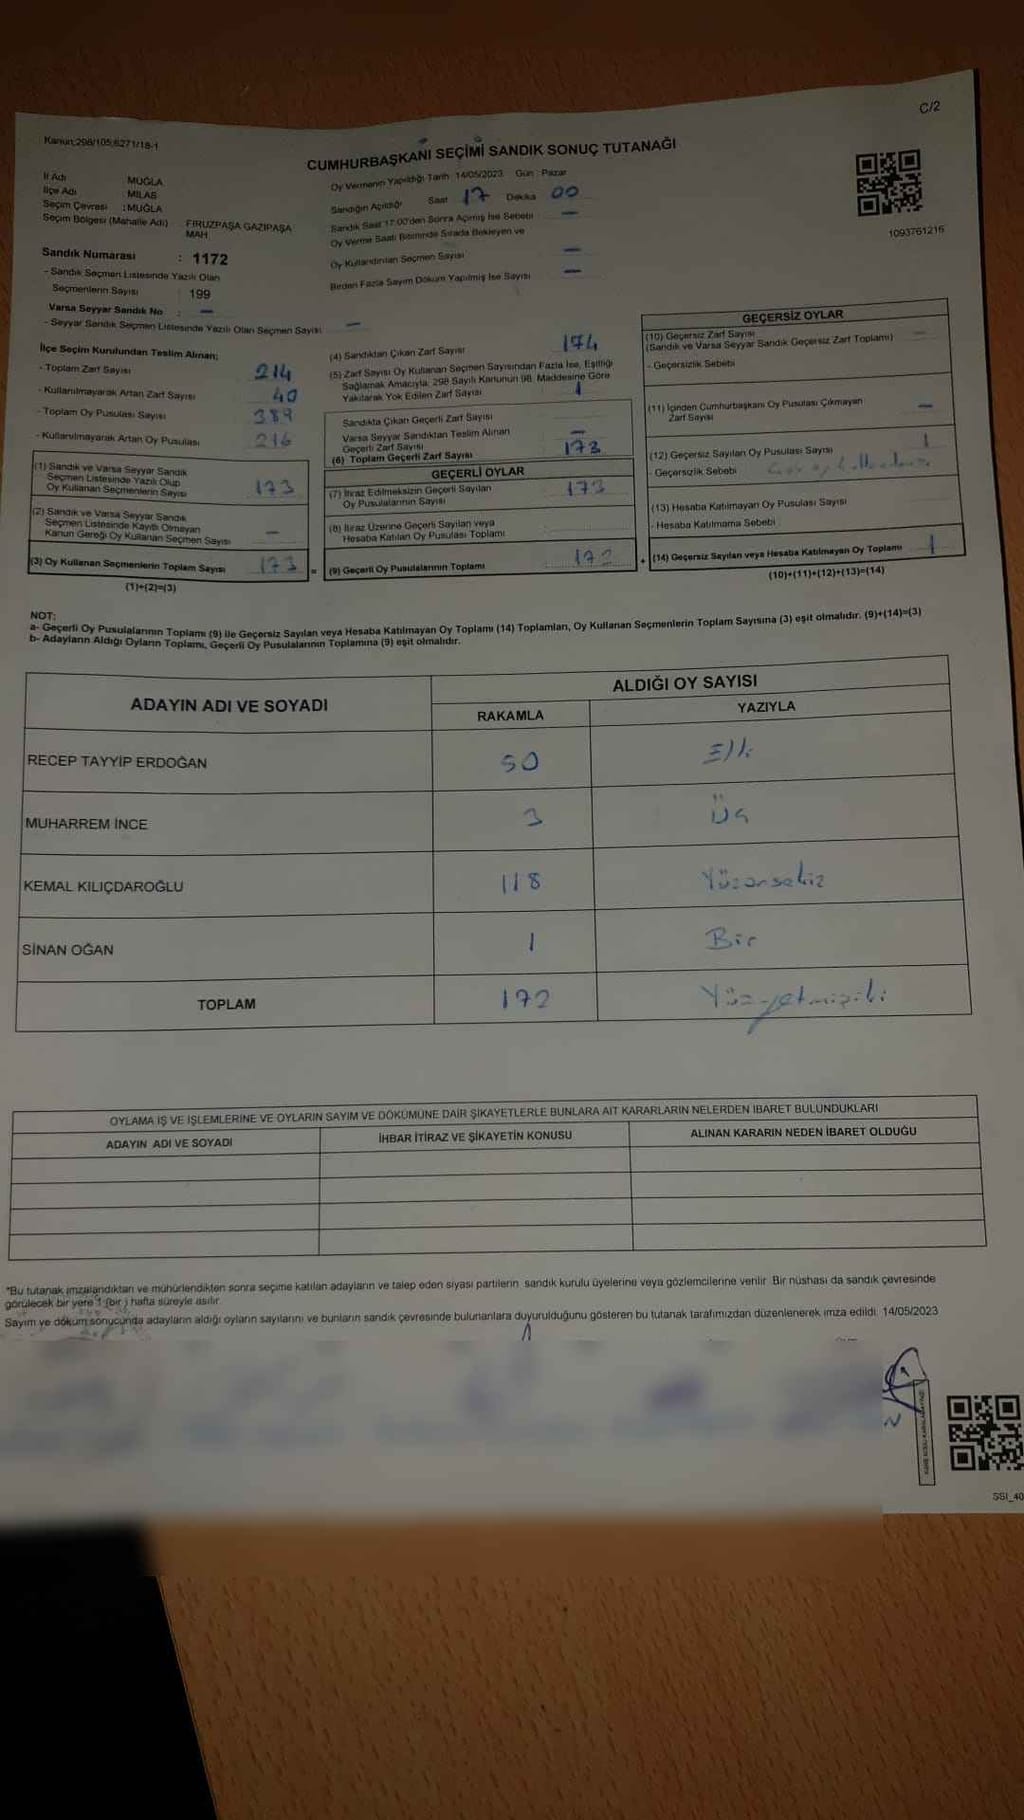 C/2
Kanun:298/105;6271/18-1
CUMHURBAŞKANI SEÇİMİ SANDIK SONUÇ TUTANAĞI
İl Adı MUĞLA
İlçe Adı MİLAS
Seçim Çevresi :MUĞLA
Seçim Bölgesi (Mahalle Adı) FİRUZPAŞA GAZİPAŞA
MAH.
Oy Vermenin Yapıldığı Tarih 14/05/2023 Gün : Pazar
Sandığın Açıldığı Saat 17 Dakika 00
Sandık Saat 17:00'den Sonra Açılmış İse Sebebi —
Oy Verme Saati Bitiminde Sırada Bekleyen ve
Oy Kullandırılan Seçmen Sayısı —
Birden Fazla Sayım Döküm Yapılmış İse Sayısı —
1093761216
Sandık Numarası : 1172
- Sandık Seçmen Listesinde Yazılı Olan
Seçmenlerin Sayısı : 199
Varsa Seyyar Sandık No : —
- Seyyar Sandık Seçmen Listesinde Yazılı Olan Seçmen Sayısı —
İlçe Seçim Kurulundan Teslim Alınan;
- Toplam Zarf Sayısı 214
- Kullanılmayarak Artan Zarf Sayısı 40
- Toplam Oy Pusulası Sayısı 389
- Kullanılmayarak Artan Oy Pusulası 216
(1) Sandık ve Varsa Seyyar Sandık
Seçmen Listesinde Yazılı Olup
Oy Kullanan Seçmenlerin Sayısı 173
(2) Sandık ve Varsa Seyyar Sandık
Seçmen Listesinde Kayıtlı Olmayan
Kanun Gereği Oy Kullanan Seçmen Sayısı —
(3) Oy Kullanan Seçmenlerin Toplam Sayısı 173
(1)+(2)=(3)
(4) Sandıktan Çıkan Zarf Sayısı 174
(5) Zarf Sayısı Oy Kullanan Seçmen Sayısından Fazla İse, Eşitliği
Sağlamak Amacıyla, 298 Sayılı Kanunun 98. Maddesine Göre
Yakılarak Yok Edilen Zarf Sayısı 1
Sandıkta Çıkan Geçerli Zarf Sayısı
Varsa Seyyar Sandıktan Teslim Alınan
Geçerli Zarf Sayısı —
(6) Toplam Geçerli Zarf Sayısı 173
GEÇERLİ OYLAR
(7) İtiraz Edilmeksizin Geçerli Sayılan
Oy Pusulalarının Sayısı 173
(8) İtiraz Üzerine Geçerli Sayılan veya
Hesaba Katılan Oy Pusulası Toplamı
= (9) Geçerli Oy Pusulalarının Toplamı 172
GEÇERSİZ OYLAR
(10) Geçersiz Zarf Sayısı
(Sandık ve Varsa Seyyar Sandık Geçersiz Zarf Toplamı) —
- Geçersizlik Sebebi
(11) İçinden Cumhurbaşkanı Oy Pusulası Çıkmayan
Zarf Sayısı —
(12) Geçersiz Sayılan Oy Pusulası Sayısı 1
- Geçersizlik Sebebi
(13) Hesaba Katılmayan Oy Pusulası Sayısı
- Hesaba Katılmama Sebebi
+ (14) Geçersiz Sayılan veya Hesaba Katılmayan Oy Toplamı 1
(10)+(11)+(12)+(13)=(14)
NOT:
a- Geçerli Oy Pusulalarının Toplamı (9) ile Geçersiz Sayılan veya Hesaba Katılmayan Oy Toplamı (14) Toplamları, Oy Kullanan Seçmenlerin Toplam Sayısına (3) eşit olmalıdır. (9)+(14)=(3)
b- Adayların Aldığı Oyların Toplamı, Geçerli Oy Pusulalarının Toplamına (9) eşit olmalıdır.
ADAYIN ADI VE SOYADI
ALDIĞI OY SAYISI
RAKAMLA YAZIYLA
RECEP TAYYİP ERDOĞAN 50 Elli
MUHARREM İNCE 3 Üç
KEMAL KILIÇDAROĞLU 118 Yüzonsekiz
SİNAN OĞAN 1 Bir
TOPLAM 172 Yüzyetmişiki
OYLAMA İŞ VE İŞLEMLERİNE VE OYLARIN SAYIM VE DÖKÜMÜNE DAİR ŞİKAYETLERLE BUNLARA AİT KARARLARIN NELERDEN İBARET BULUNDUKLARI
ADAYIN ADI VE SOYADI İHBAR İTİRAZ VE ŞİKAYETİN KONUSU ALINAN KARARIN NEDEN İBARET OLDUĞU
*Bu tutanak imzalandıktan ve mühürlendikten sonra seçime katılan adayların ve talep eden siyasi partilerin sandık kurulu üyelerine veya gözlemcilerine verilir. Bir nüshası da sandık çevresinde
görülecek bir yere 1 (bir ) hafta süreyle asılır.
Sayım ve döküm sonucunda adayların aldığı oyların sayılarını ve bunların sandık çevresinde bulunanlara duyurulduğunu gösteren bu tutanak tarafımızdan düzenlenerek imza edildi. 14/05/2023
SSI_40